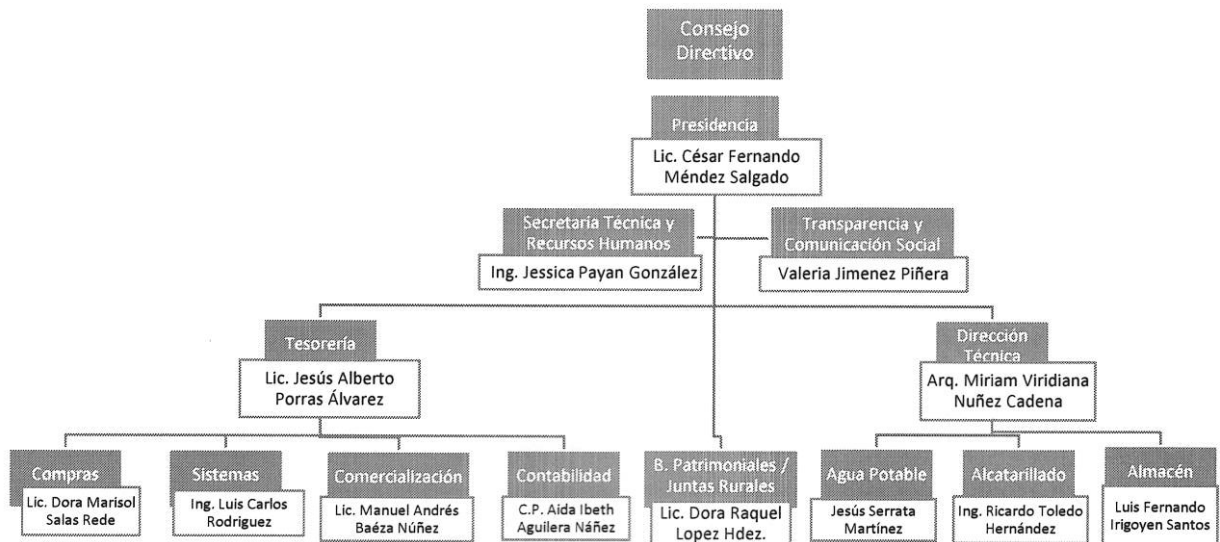 Consejo
Directivo
Presidencia
Lic. César Fernando
Méndez Salgado
Secretaría Técnica y
Recursos Humanos
Ing. Jessica Payan González
Transparencia y
Comunicación Social
Valeria Jimenez Piñera
Tesorería
Lic. Jesús Alberto
Porras Álvarez
Dirección
Técnica
Arq. Miriam Viridiana
Nuñez Cadena
Compras
Lic. Dora Marisol
Salas Rede
Sistemas
Ing. Luis Carlos
Rodriguez
Comercialización
Lic. Manuel Andrés
Baéza Núñez
Contabilidad
C.P. Aida Ibeth
Aguilera Náñez
B. Patrimoniales /
Juntas Rurales
Lic. Dora Raquel
Lopez Hdez.
Agua Potable
Jesús Serrata
Martínez
Alcatarillado
Ing. Ricardo Toledo
Hernández
Almacén
Luis Fernando
Irigoyen Santos